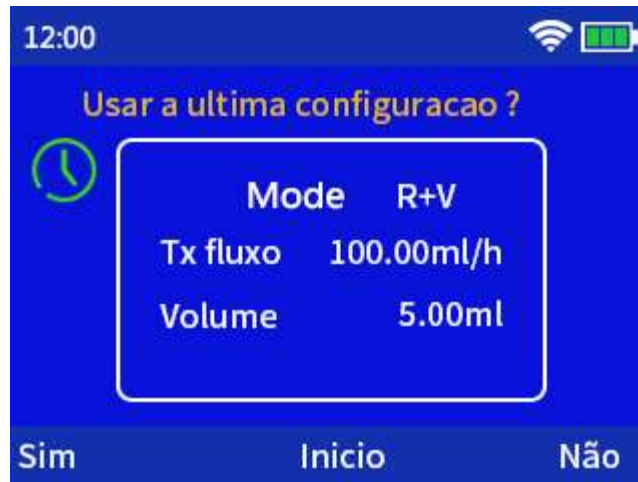 12:00
Usar a ultima configuracao ?
Mode R+V
Tx fluxo 100.00ml/h
Volume 5.00ml
Sim Inicio Não